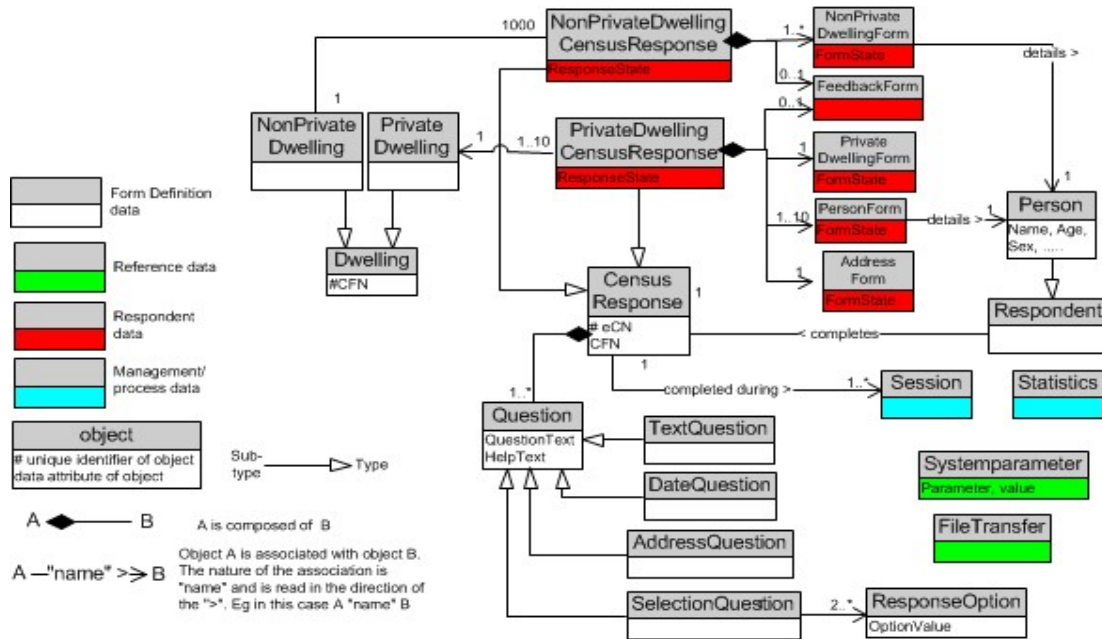 1000
NonPrivateDwelling
CensusResponse
ResponseState
1..*
NonPrivate
DwellingForm
FormState
details >
0..1
FeedbackForm
0..1
1
NonPrivate
Dwelling
Private
Dwelling
1
1..10
PrivateDwelling
CensusResponse
ResponseState
1
Private
DwellingForm
FormState
1..10
PersonForm
FormState
details >
1
1
Person
Name, Age,
Sex, .....
Form Definition
data
Reference data
Respondent
data
Management/
process data
Dwelling
#CFN
1
Address
Form
FormState
Census
Response
1
# eCN
CFN
1
< completes
Respondent
completed during >
1..*
Session
Statistics
1..*
Question
QuestionText
HelpText
TextQuestion
DateQuestion
AddressQuestion
SelectionQuestion
2..*
ResponseOption
OptionValue
Systemparameter
Parameter, value
FileTransfer
object
# unique identifier of object
data attribute of object
Sub-
type
Type
A
B
A is composed of B
A
"name" >
B
Object A is associated with object B.
The nature of the association is
"name" and is read in the direction of
the ">". Eg in this case A "name" B